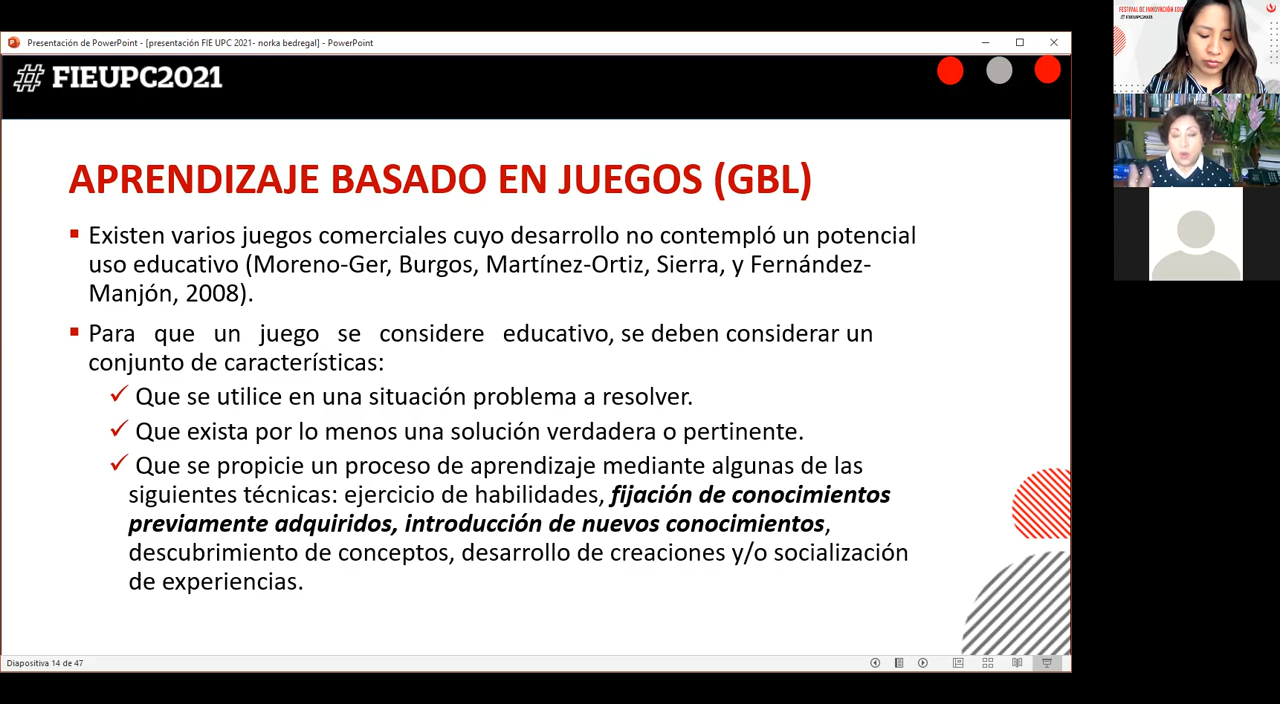 Presentación de PowerPoint - [presentación FIE UPC 2021- norka bedregal] - PowerPoint
# FIEUPC2021
APRENDIZAJE BASADO EN JUEGOS (GBL)
Existen varios juegos comerciales cuyo desarrollo no contempló un potencial
uso educativo (Moreno-Ger, Burgos, Martínez-Ortiz, Sierra, y Fernández-
Manjón, 2008).
Para que un juego se considere educativo, se deben considerar un
conjunto de características:
Que se utilice en una situación problema a resolver.
Que exista por lo menos una solución verdadera o pertinente.
Que se propicie un proceso de aprendizaje mediante algunas de las
siguientes técnicas: ejercicio de habilidades, fijación de conocimientos
previamente adquiridos, introducción de nuevos conocimientos,
descubrimiento de conceptos, desarrollo de creaciones y/o socialización
de experiencias.
Diapositiva 14 de 47
FESTIVAL DE INNOVACIÓN
#FIEUPC2021